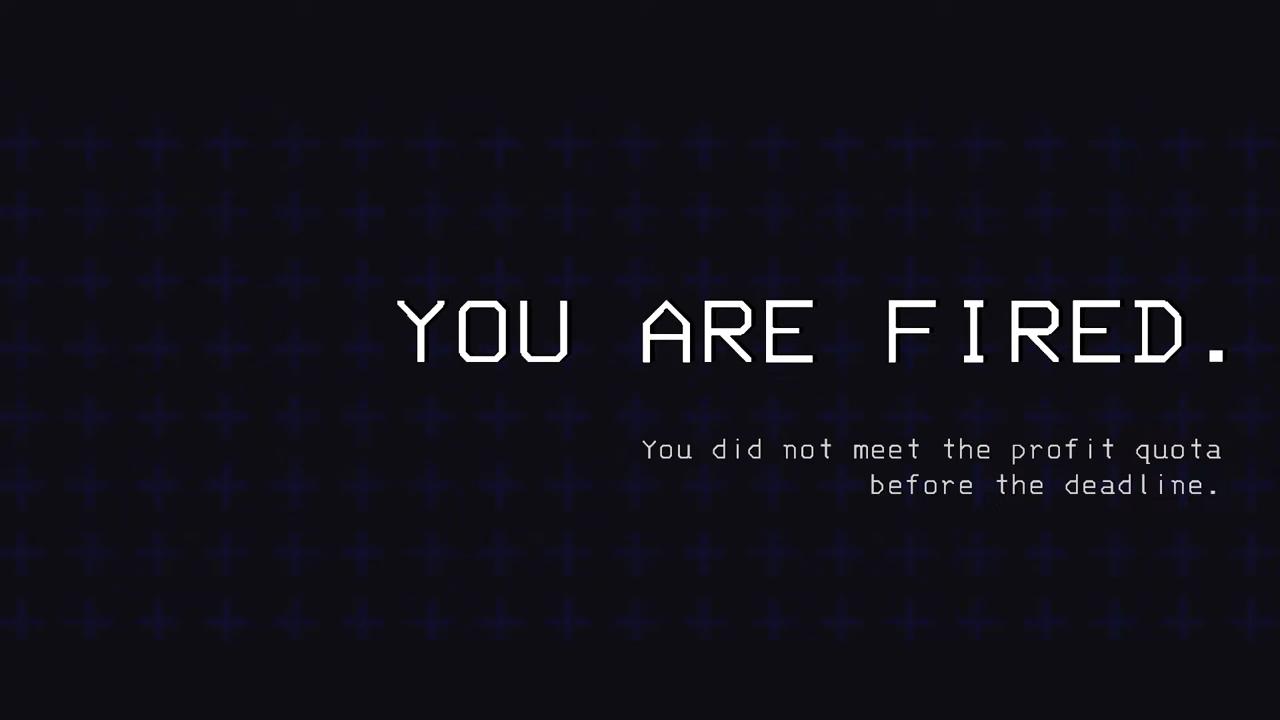 YOU ARE FIRED.
You did not meet the profit quota
before the deadline.